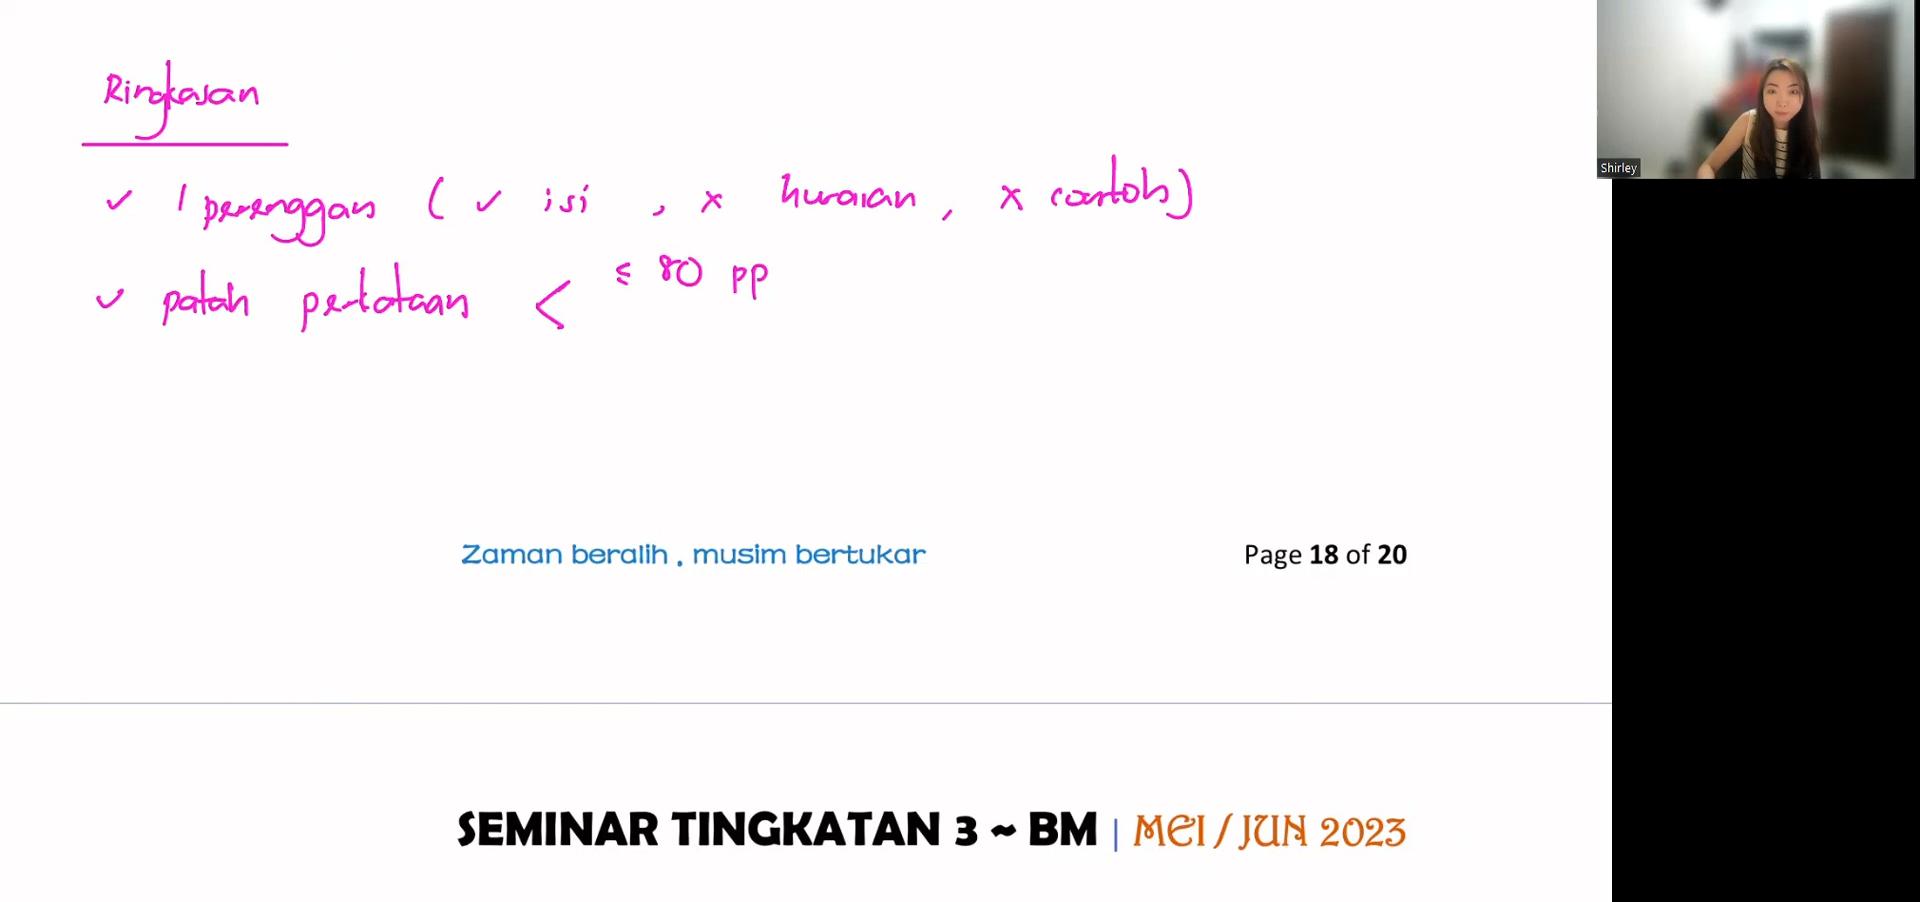 Ringkasan
✓ 1 perenggan (✓ isi, x huraian, x contoh)
≤ 80 pp
✓ patah perkataan <
Zaman beralih , musim bertukar
Page 18 of 20
SEMINAR TINGKATAN 3 ~ BM | MEI / JUN 2023
Shirley